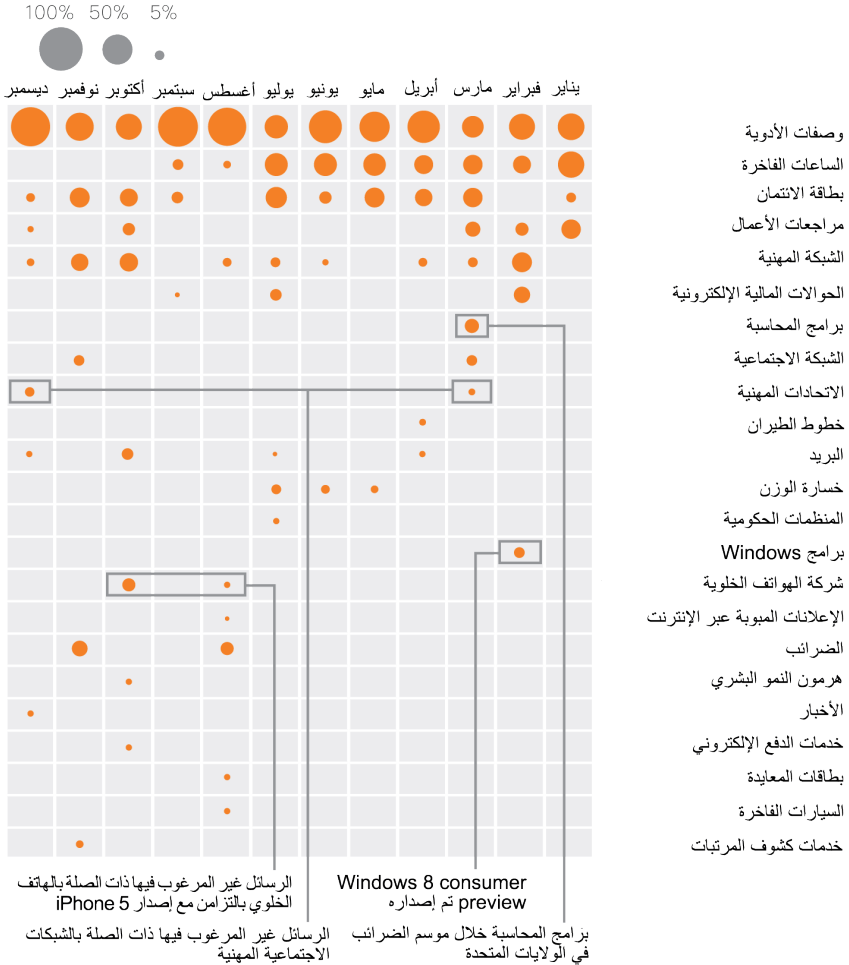 100% 50% 5%
يناير فبراير مارس أبريل مايو يونيو يوليو أغسطس سبتمبر أكتوبر نوفمبر ديسمبر
وصفات الأدوية
الساعات الفاخرة
بطاقة الائتمان
مراجعات الأعمال
الشبكة المهنية
الحوالات المالية الإلكترونية
برامج المحاسبة
الشبكة الاجتماعية
الاتحادات المهنية
خطوط الطيران
البريد
خسارة الوزن
المنظمات الحكومية
برامج Windows
شركة الهواتف الخلوية
الإعلانات المبوبة عبر الإنترنت
الضرائب
هرمون النمو البشري
الأخبار
خدمات الدفع الإلكتروني
بطاقات المعايدة
السيارات الفاخرة
خدمات كشوف المرتبات
Windows 8 consumer
preview تم إصداره
الرسائل غير المرغوب فيها ذات الصلة بالهاتف
الخلوي بالتزامن مع إصدار iPhone 5
برامج المحاسبة خلال موسم الضرائب
في الولايات المتحدة
الرسائل غير المرغوب فيها ذات الصلة بالشبكات
الاجتماعية المهنية